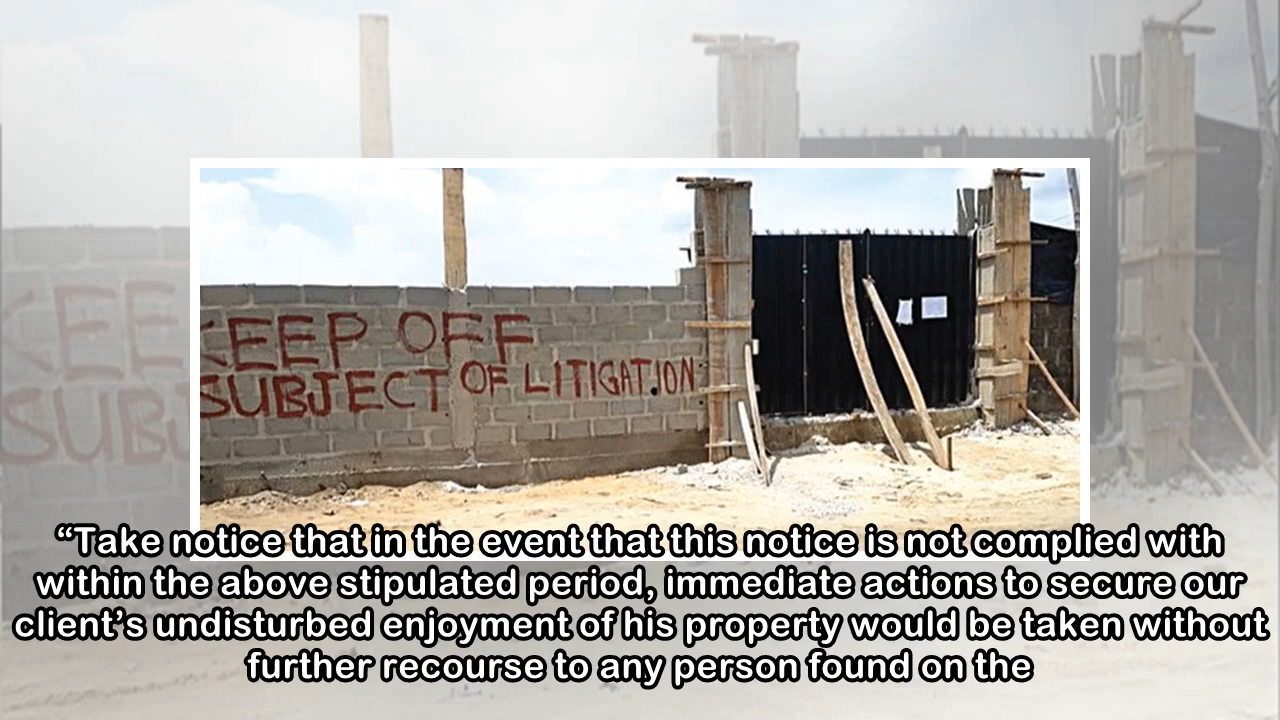 KEEP OFF
SUBJECT OF LITIGATION
“Take notice that in the event that this notice is not complied with
within the above stipulated period, immediate actions to secure our
client’s undisturbed enjoyment of his property would be taken without
further recourse to any person found on the